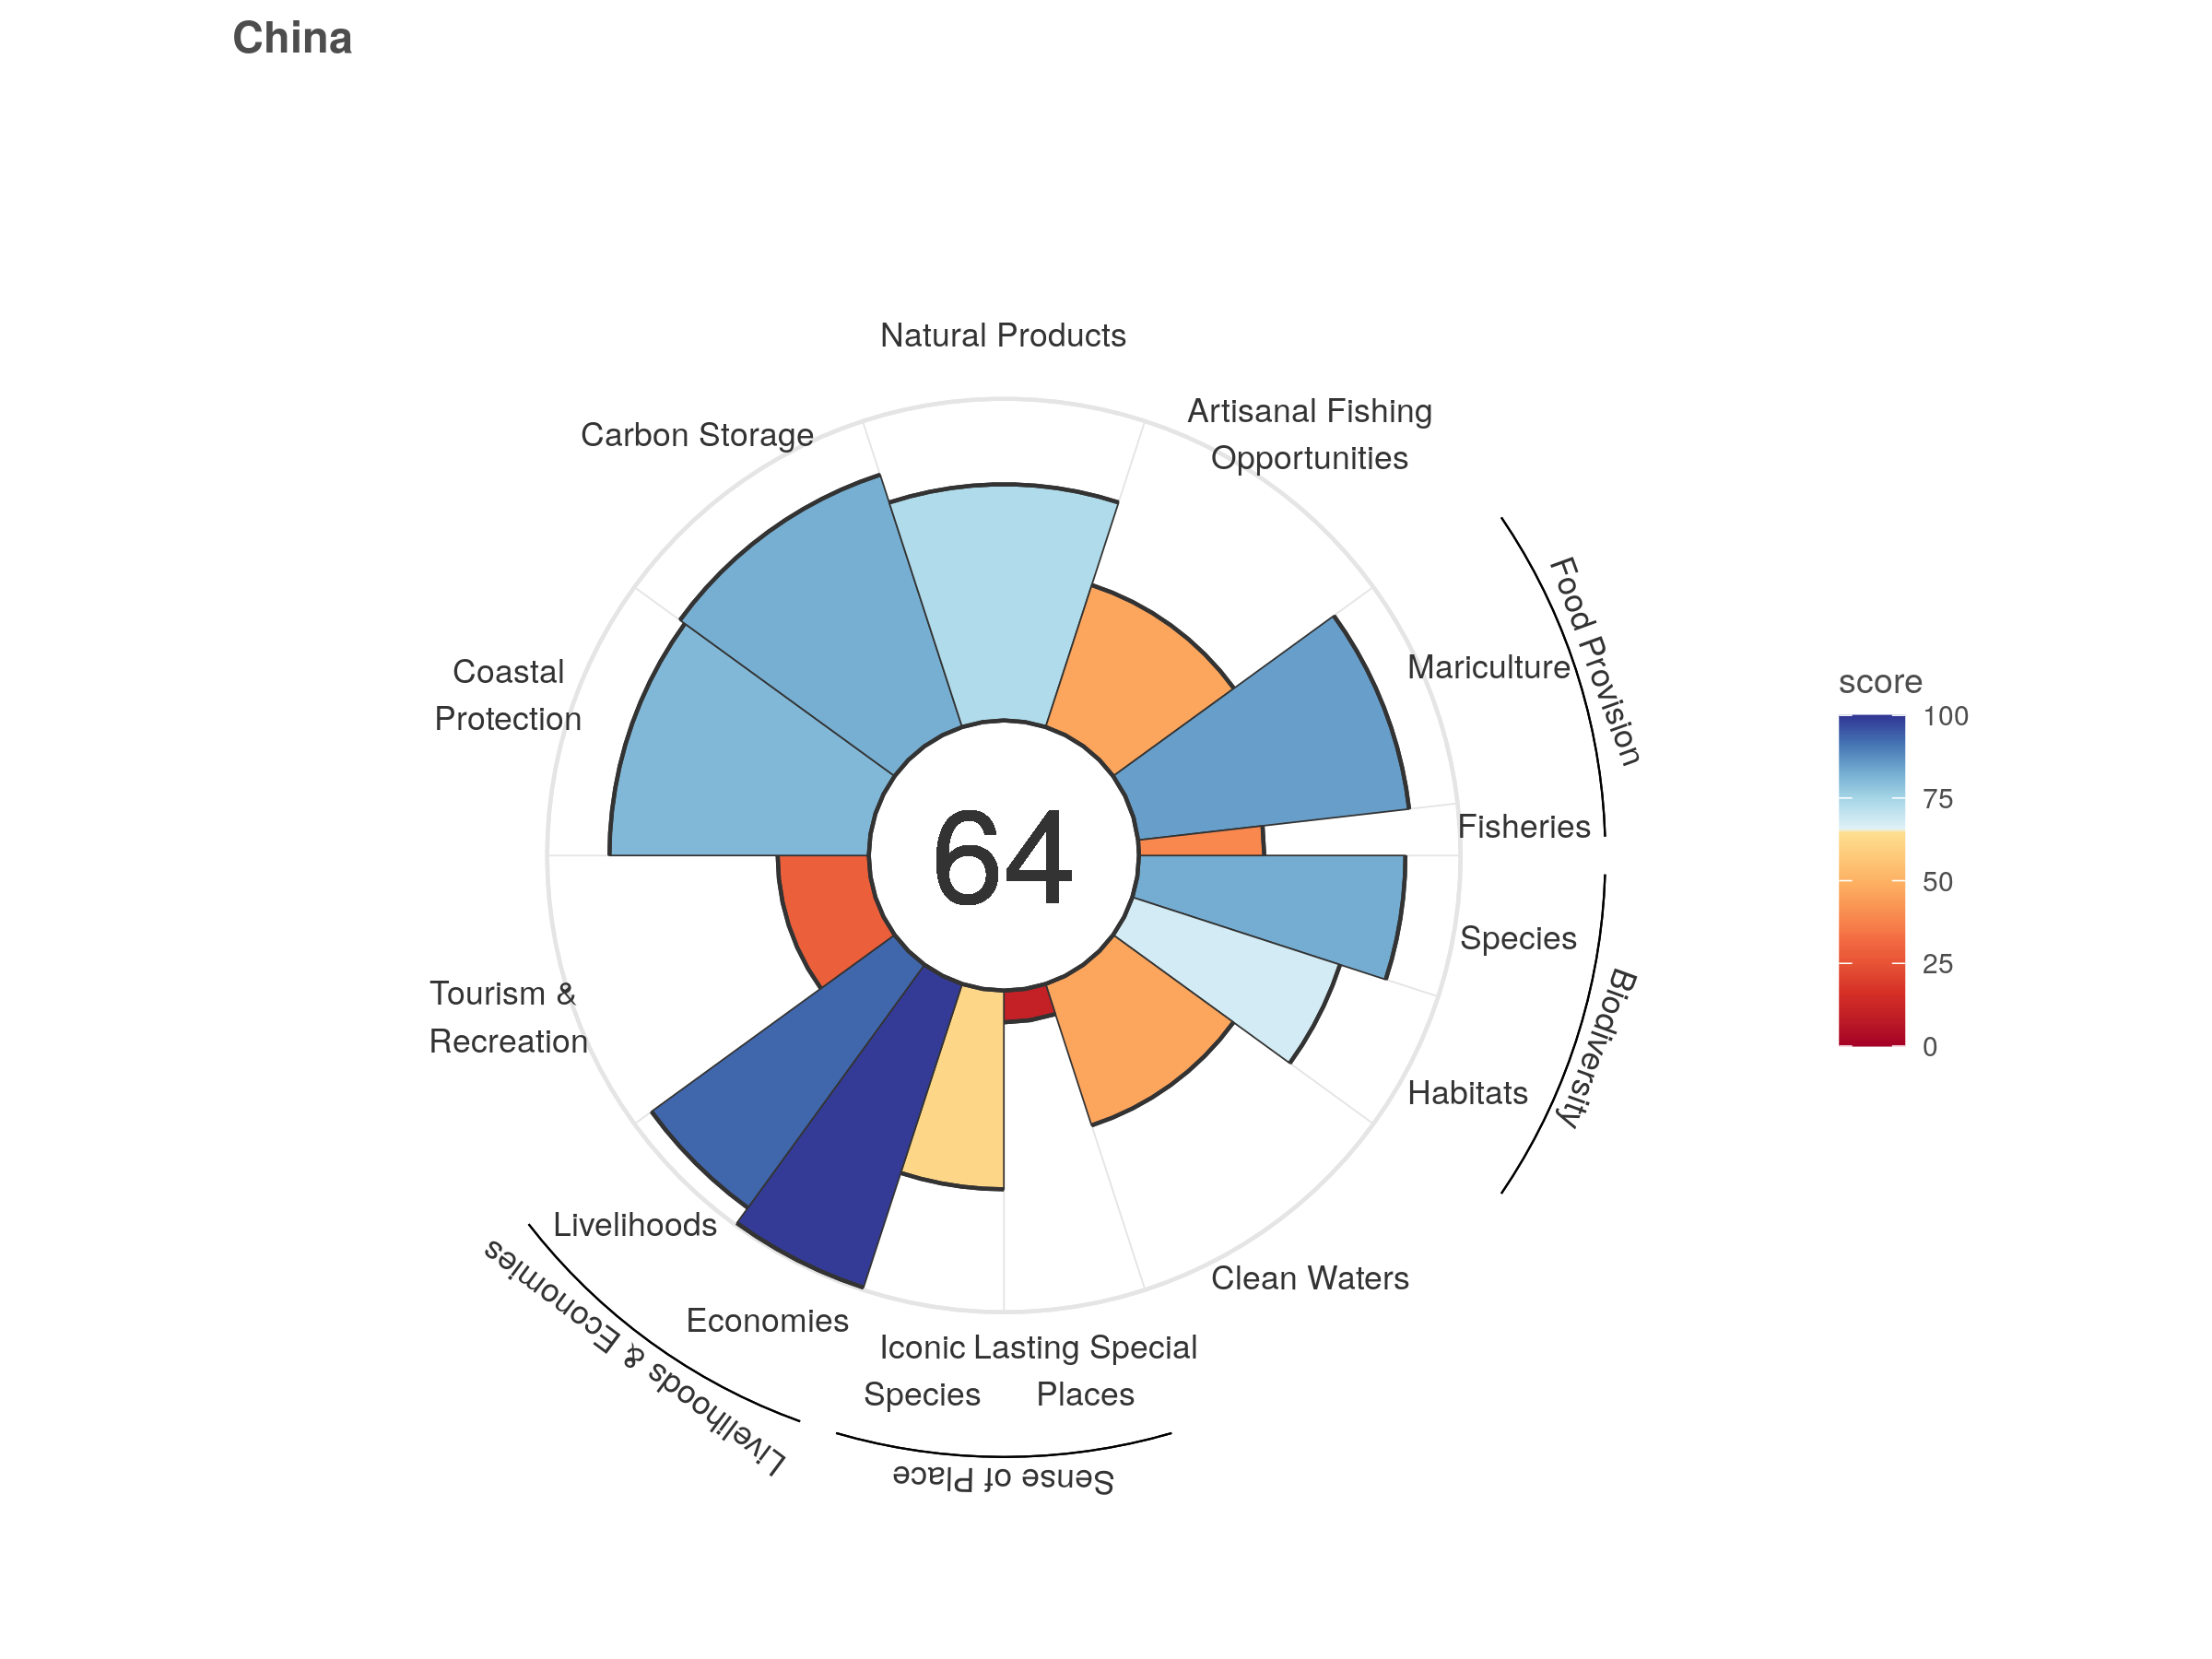 China
Natural Products
Artisanal Fishing
Opportunities
Carbon Storage
Food Provision
Mariculture
Coastal
Protection
Fisheries
64
Species
Biodiversity
Tourism &
Recreation
Habitats
Livelihoods
Clean Waters
Livelihoods & Economies
Economies
Iconic
Species
Lasting Special
Places
Sense of Place
score
100
75
50
25
0